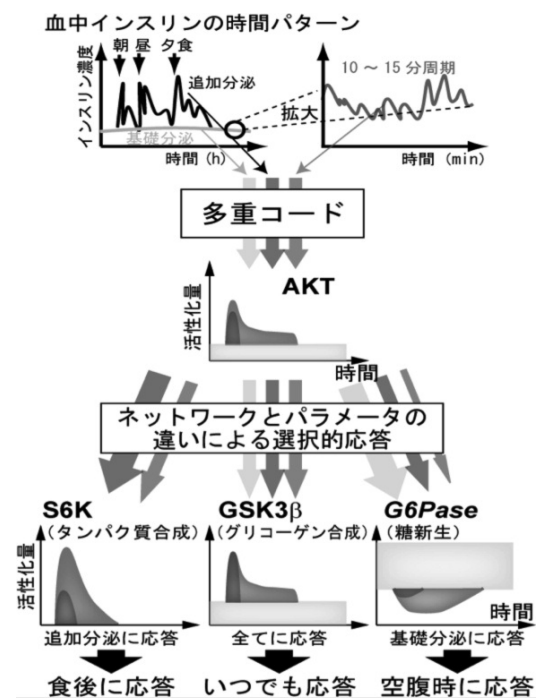 血中インスリンの時間パターン
朝 昼 夕食
インスリン濃度
追加分泌
基礎分泌
時間 (h)
拡大
10 ~ 15 分周期
時間 (min)
多重コード
AKT
活性化量
時間
ネットワークとパラメータの
違いによる選択的応答
S6K
(タンパク質合成)
GSK3β
(グリコーゲン合成)
G6Pase
(糖新生)
活性化量
時間
追加分泌に応答
全てに応答
基礎分泌に応答
食後に応答
いつでも応答
空腹時に応答